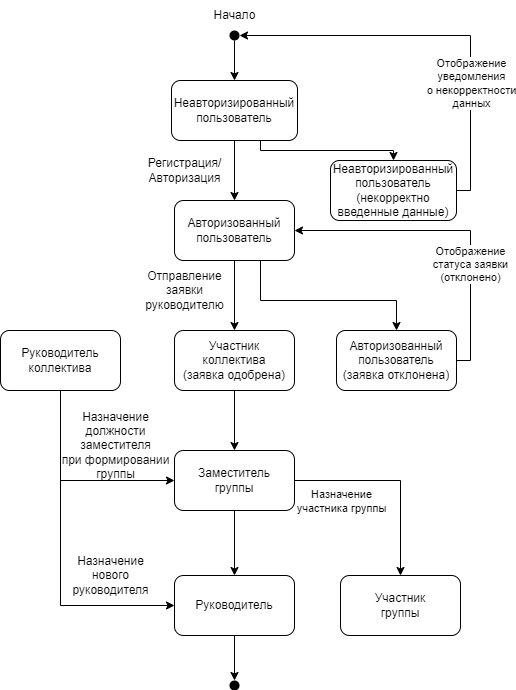 Начало
Отображение
уведомления
о некорректности
данных
Неавторизированный
пользователь
Регистрация/
Авторизация
Неавторизированный
пользователь
(некорректно
введенные данные)
Авторизованный
пользователь
Отображение
статуса заявки
(отклонено)
Отправление
заявки
руководителю
Руководитель
коллектива
Участник
коллектива
(заявка одобрена)
Авторизованный
пользователь
(заявка отклонена)
Назначение
должности
заместителя
при формировании
группы
Заместитель
группы
Назначение
участника группы
Назначение
нового
руководителя
Руководитель
Участник
группы